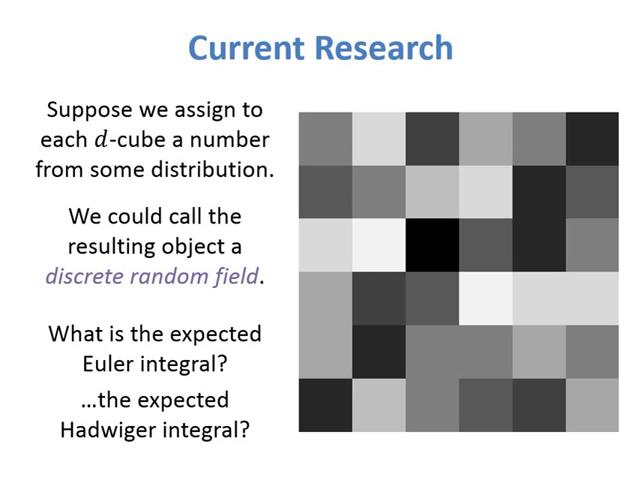 Current Research
Suppose we assign to
each d-cube a number
from some distribution.
We could call the
resulting object a
discrete random field.
What is the expected
Euler integral?
…the expected
Hadwiger integral?